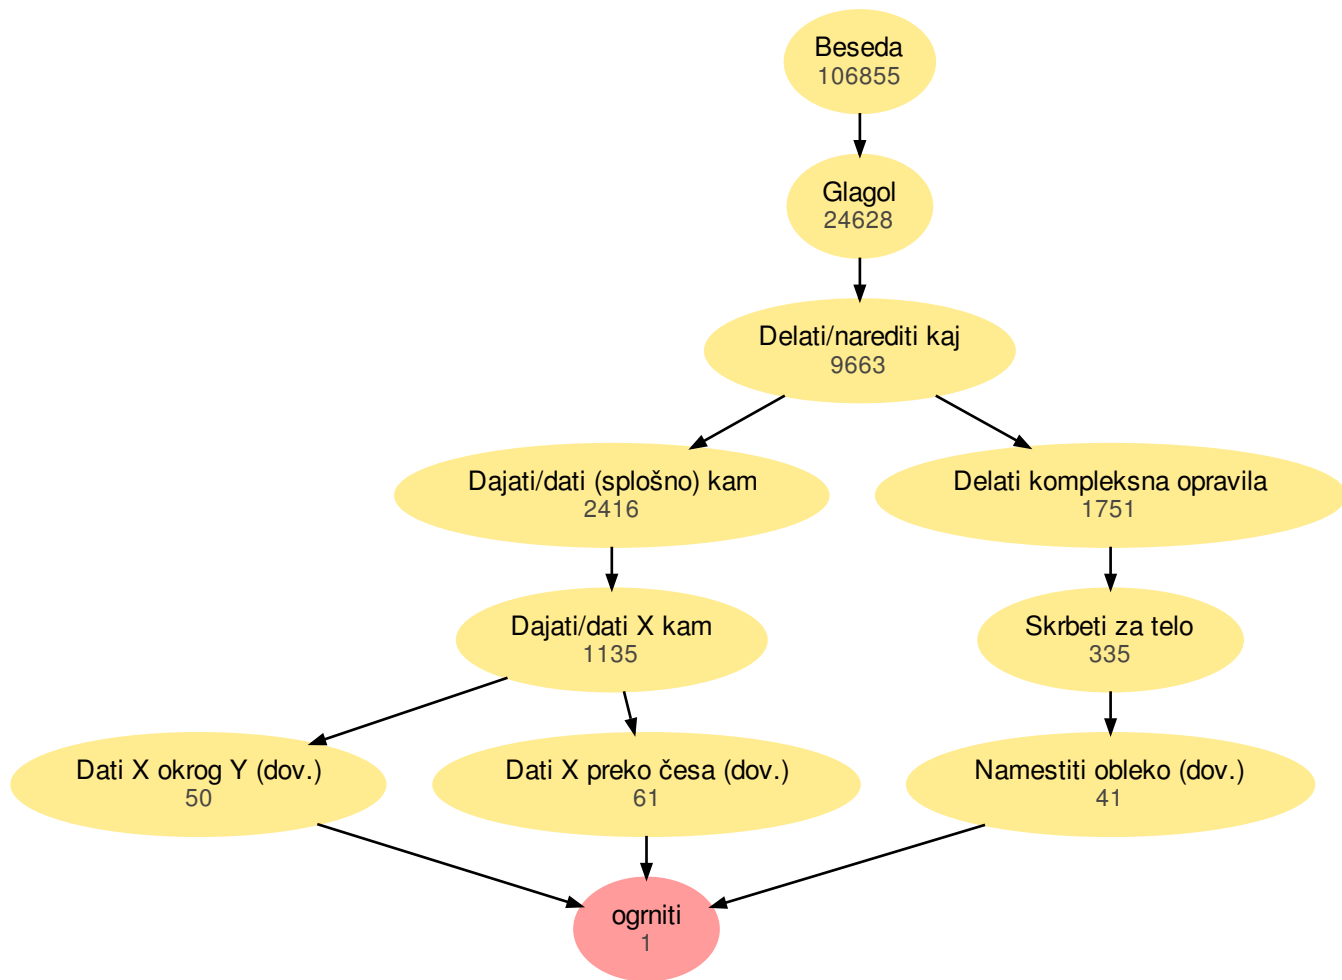 Beseda
106855
Glagol
24628
Delati/narediti kaj
9663
Dajati/dati (splošno) kam
2416
Delati kompleksna opravila
1751
Dajati/dati X kam
1135
Skrbeti za telo
335
Dati X okrog Y (dov.)
50
Dati X preko česa (dov.)
61
Namestiti obleko (dov.)
41
ogrniti
1